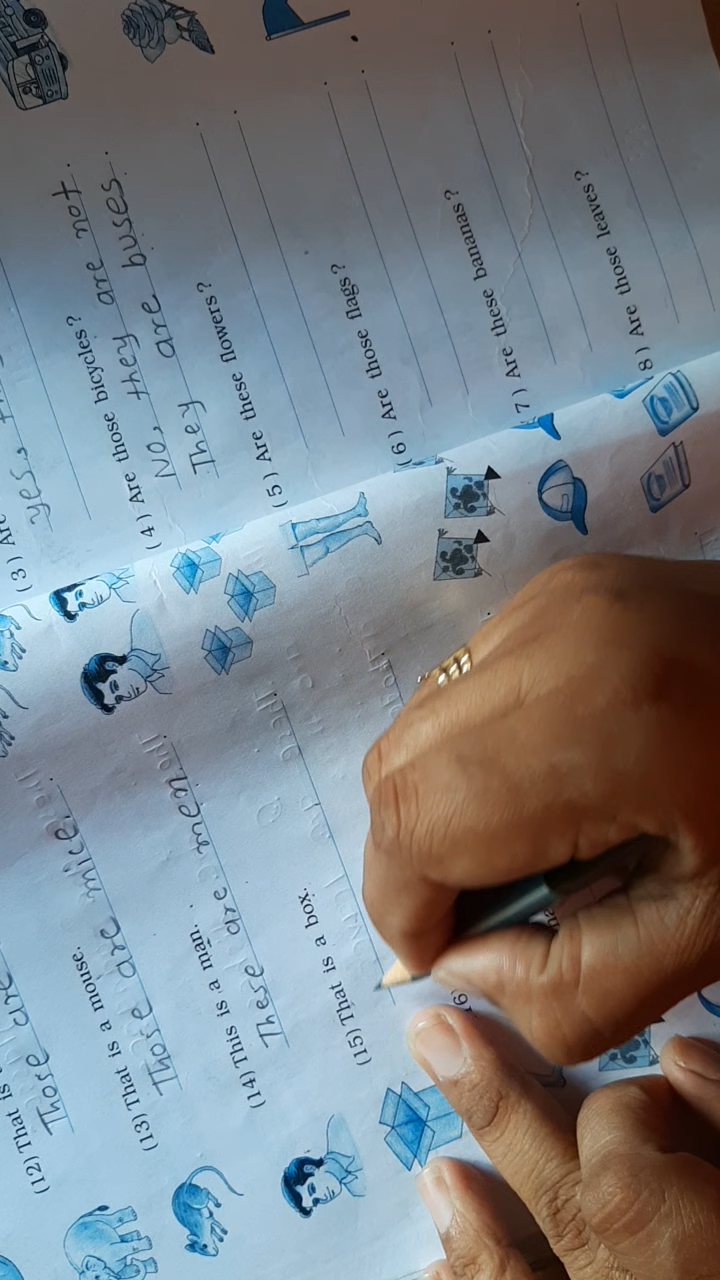 (12) That is
Those are
(13) That is a mouse.
Those are mice.
(14) This is a man.
These are men
(15) That is a box.
16)
(3) Are
yes,
(4) Are those bicycles?
No, they are not.
They are buses.
(5) Are these flowers?
(6) Are those flags?
7) Are these bananas?
8) Are those leaves?